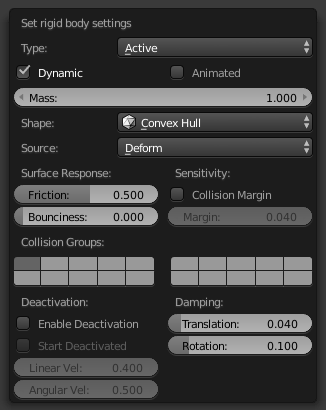 Set rigid body settings
Type: Active
Dynamic Animated
Mass: 1.000
Shape: Convex Hull
Source: Deform
Surface Response: Sensitivity:
Friction: 0.500 Collision Margin
Bounciness: 0.000 Margin: 0.040
Collision Groups:
Deactivation: Damping:
Enable Deactivation Translation: 0.040
Start Deactivated Rotation: 0.100
Linear Vel: 0.400
Angular Vel: 0.500